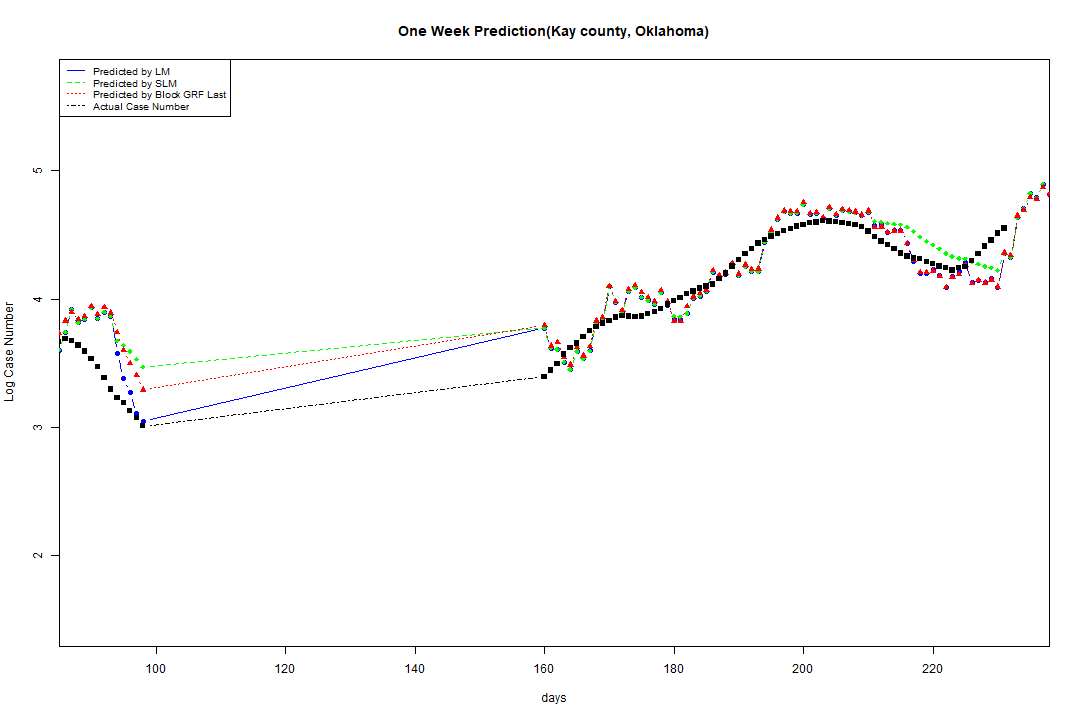 One Week Prediction(Kay county, Oklahoma)
Predicted by LM
Predicted by SLM
Predicted by Block GRF Last
Actual Case Number
Log Case Number
5
4
3
2
100 120 140 160 180 200 220
days